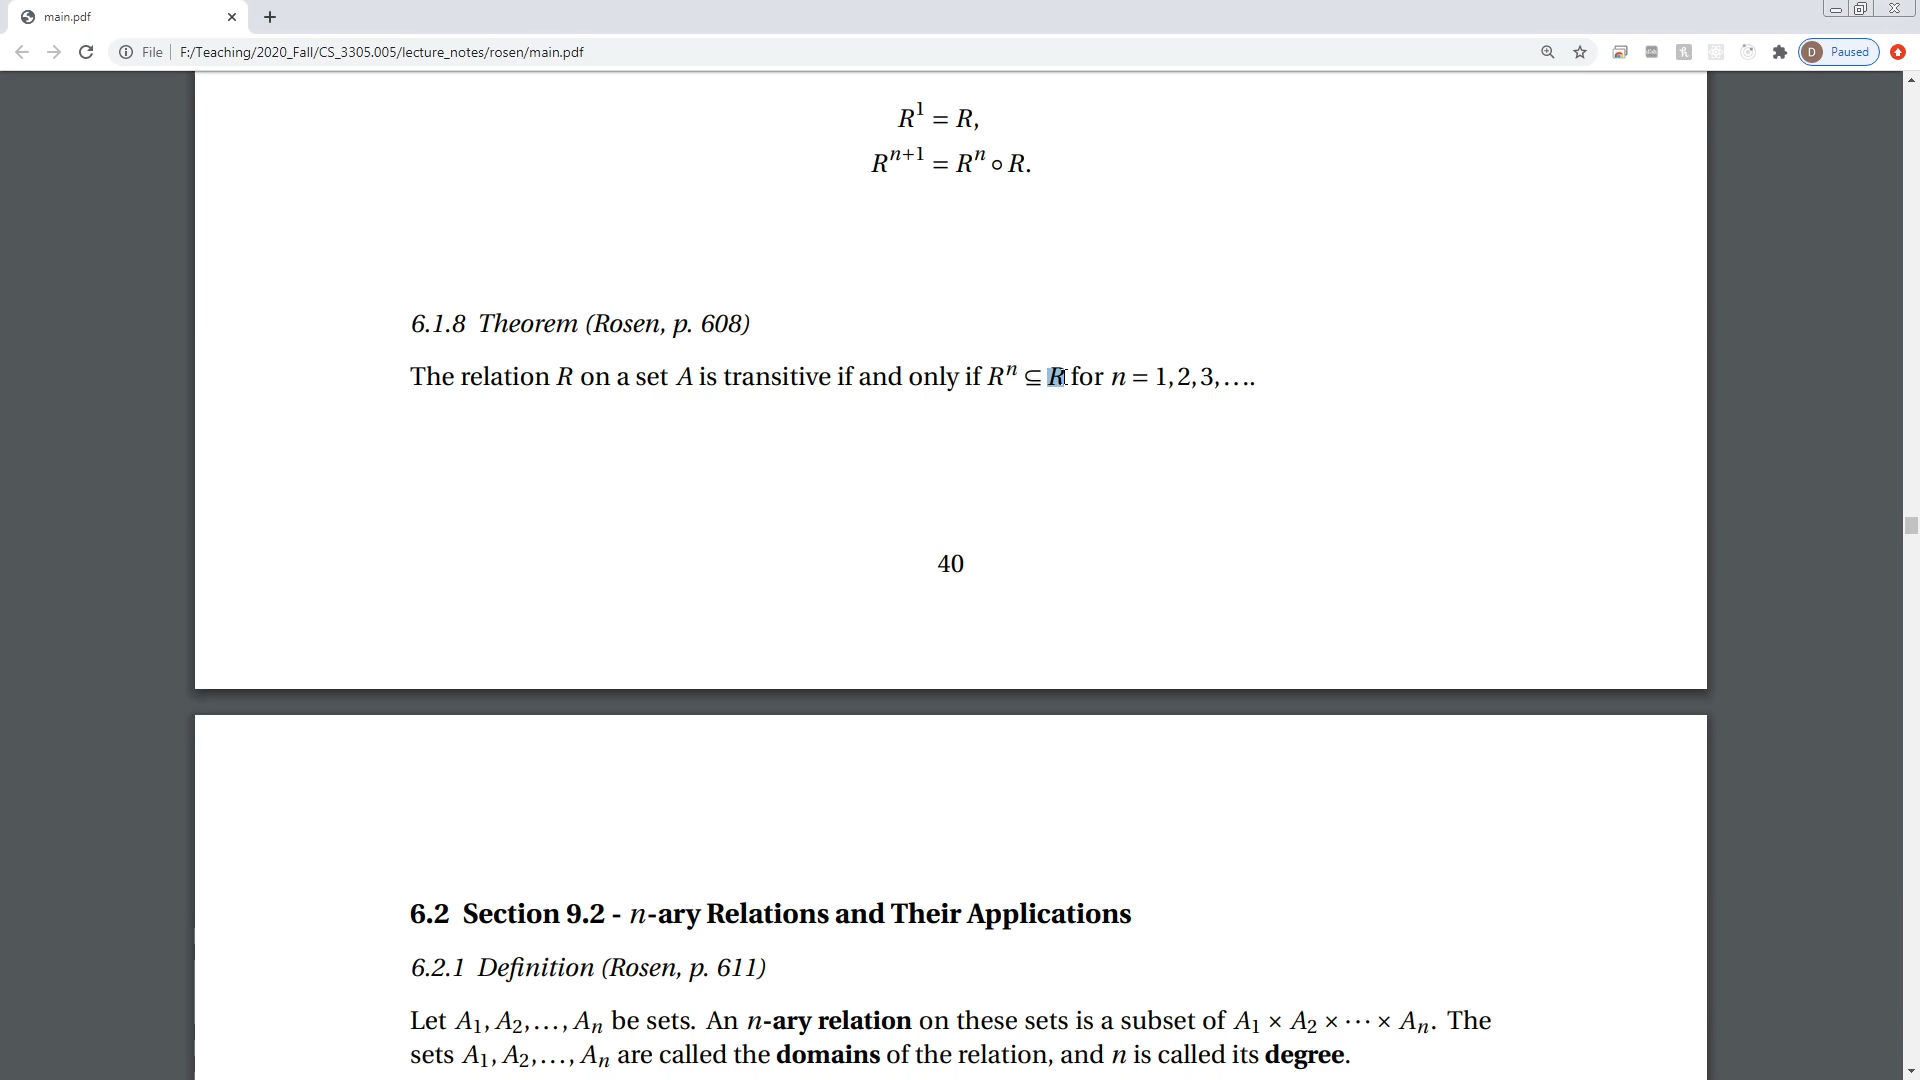 main.pdf
File F:/Teaching/2020_Fall/CS_3305.005/lecture_notes/rosen/main.pdf
D Paused
R¹ = R,
Rⁿ⁺¹ = Rⁿ ∘ R.
6.1.8 Theorem (Rosen, p. 608)
The relation R on a set A is transitive if and only if Rⁿ ⊆ R for n = 1, 2, 3, ….
40
6.2 Section 9.2 - n-ary Relations and Their Applications
6.2.1 Definition (Rosen, p. 611)
Let A₁, A₂, …, Aₙ be sets. An n-ary relation on these sets is a subset of A₁ × A₂ × ⋯ × Aₙ. The
sets A₁, A₂, …, Aₙ are called the domains of the relation, and n is called its degree.